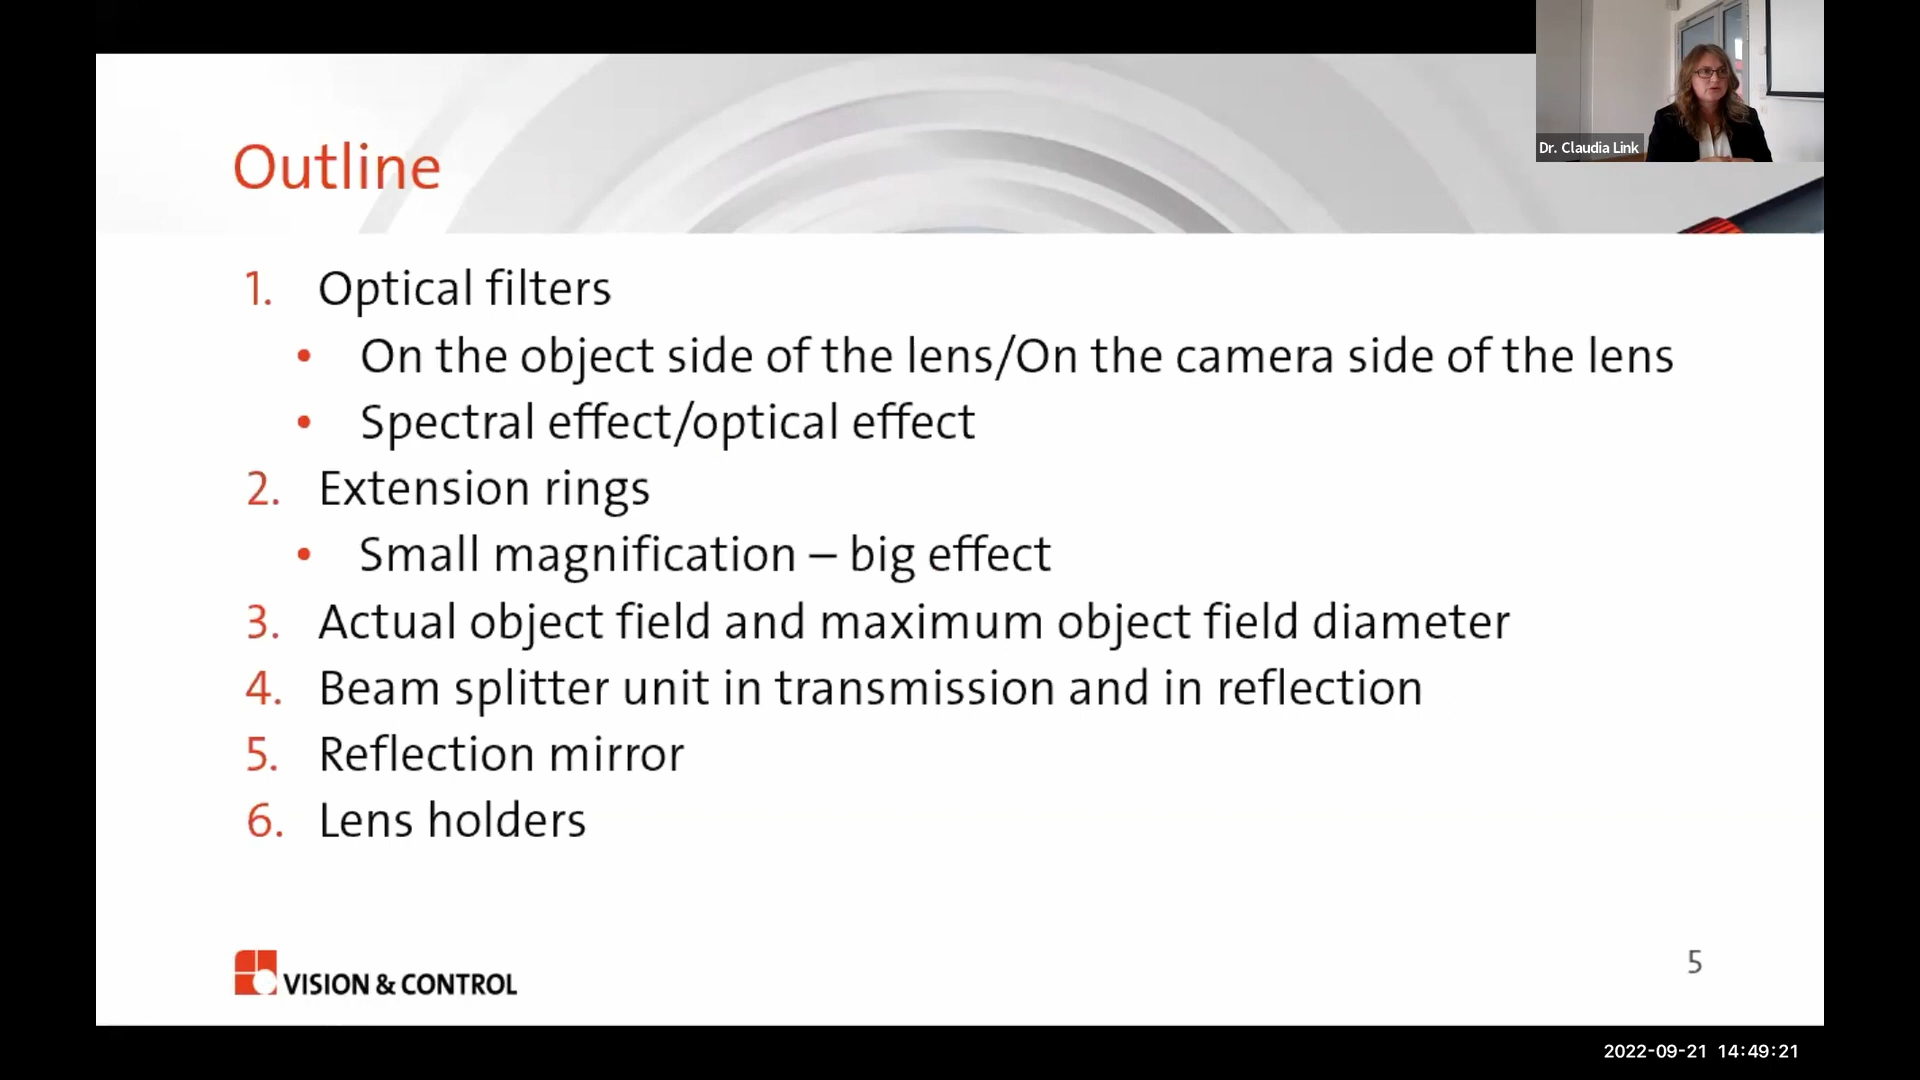 Dr. Claudia Link
Outline
1. Optical filters
• On the object side of the lens/On the camera side of the lens
• Spectral effect/optical effect
2. Extension rings
• Small magnification – big effect
3. Actual object field and maximum object field diameter
4. Beam splitter unit in transmission and in reflection
5. Reflection mirror
6. Lens holders
VISION & CONTROL
5
2022-09-21 14:49:21